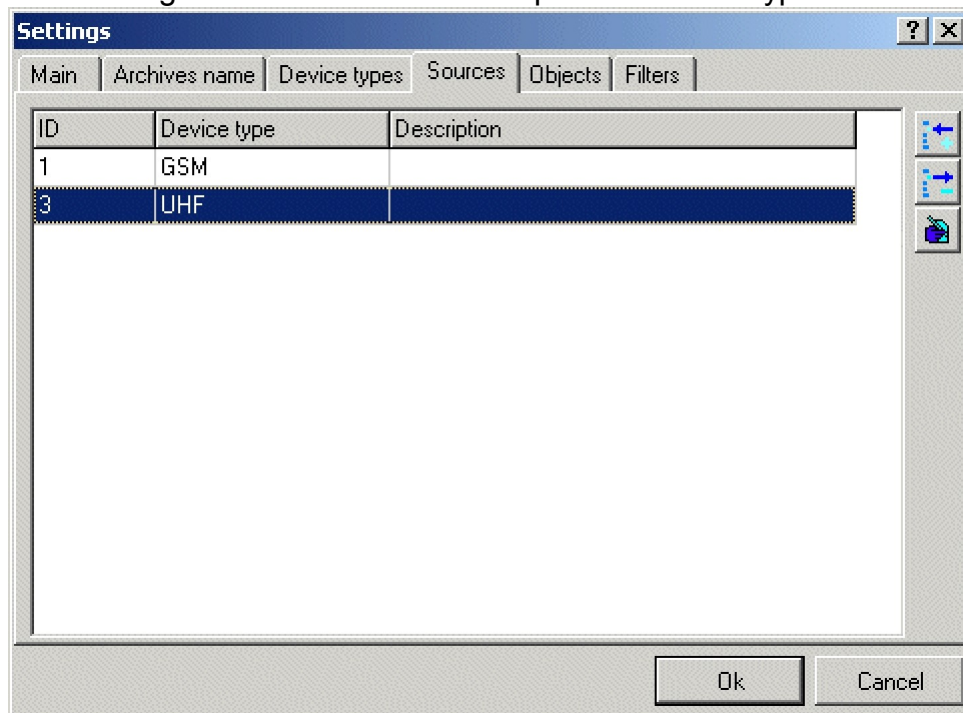 Settings
Main Archives name Device types Sources Objects Filters
ID Device type Description
1 GSM
3 UHF
Ok Cancel